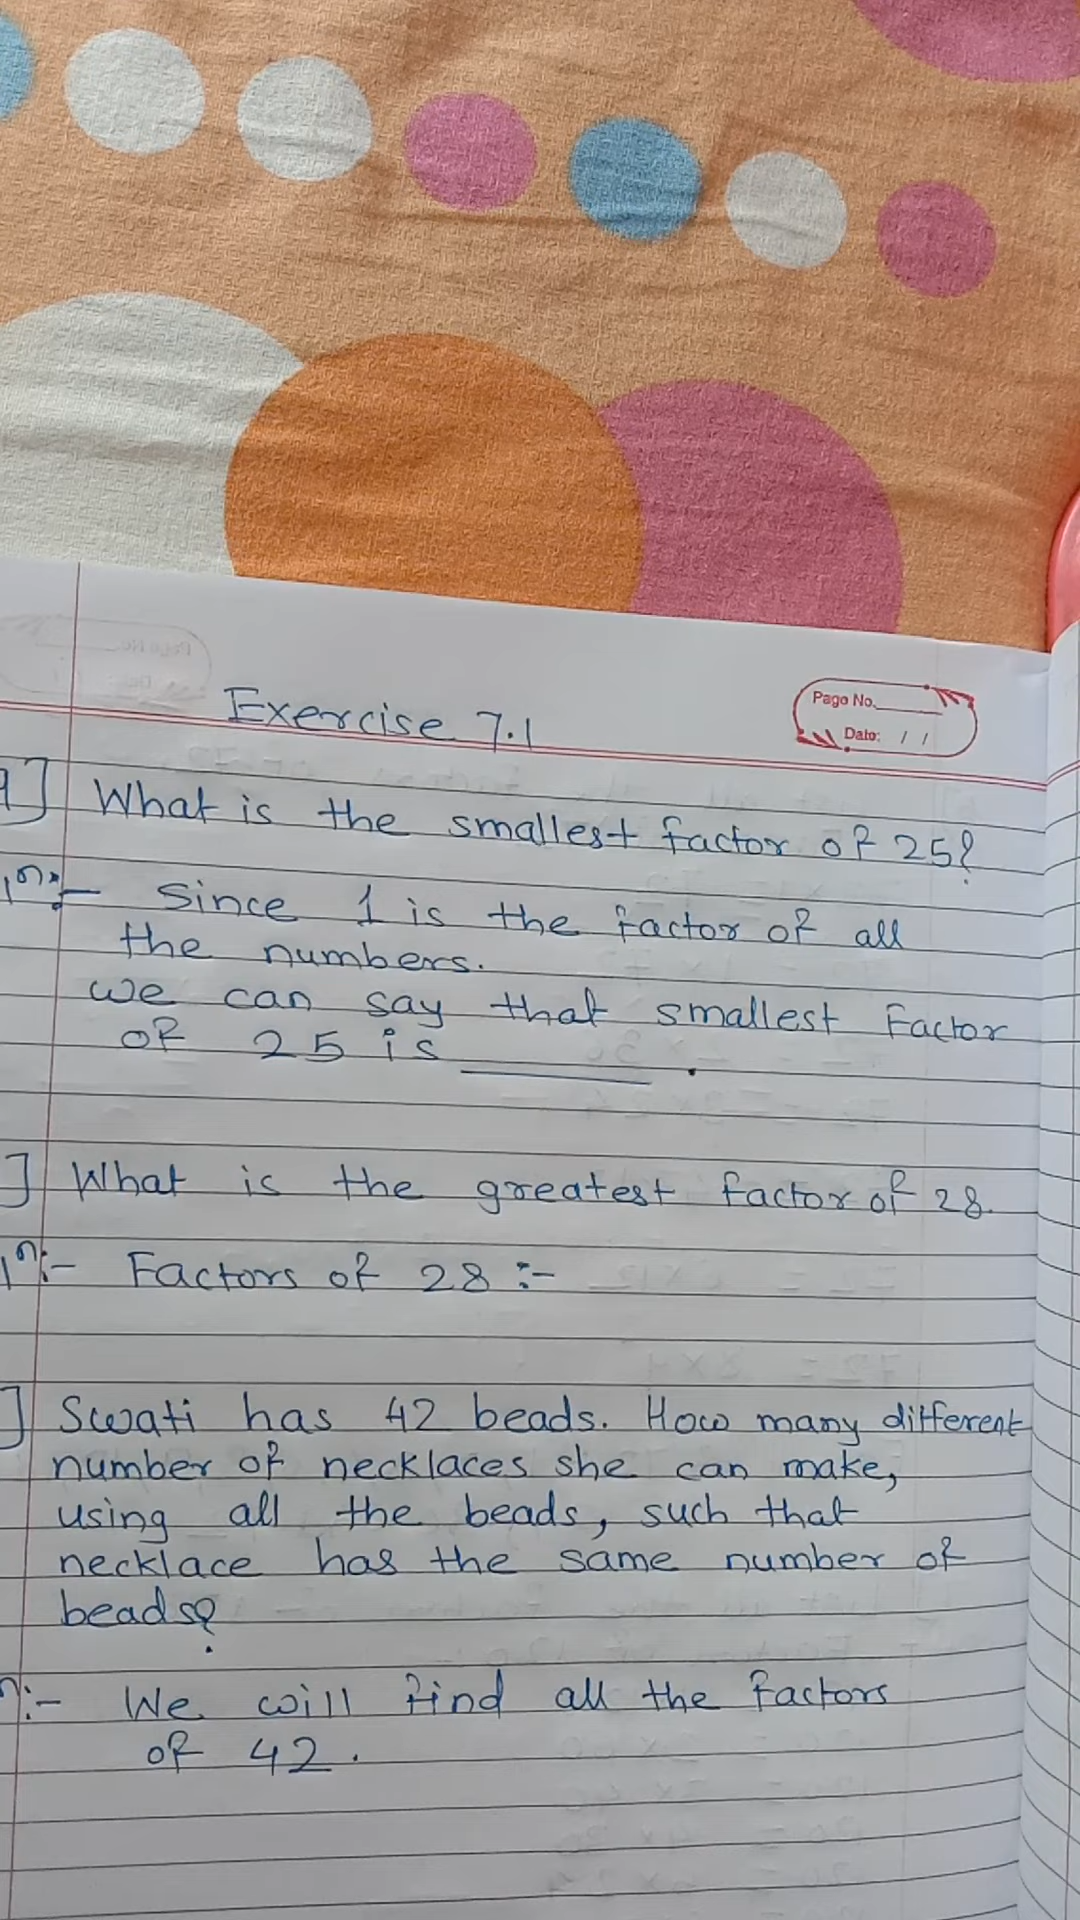 Exercise 7.1
Page No.
Date: / /
] What is the smallest factor of 25?
n:- Since 1 is the factor of all
the numbers.
we can say that smallest factor
of 25 is ______ .
] What is the greatest factor of 28.
n:- Factors of 28 :-
] Swati has 42 beads. How many different
number of necklaces she can make,
using all the beads, such that
necklace has the same number of
beads?
n:- We will find all the factors
of 42.